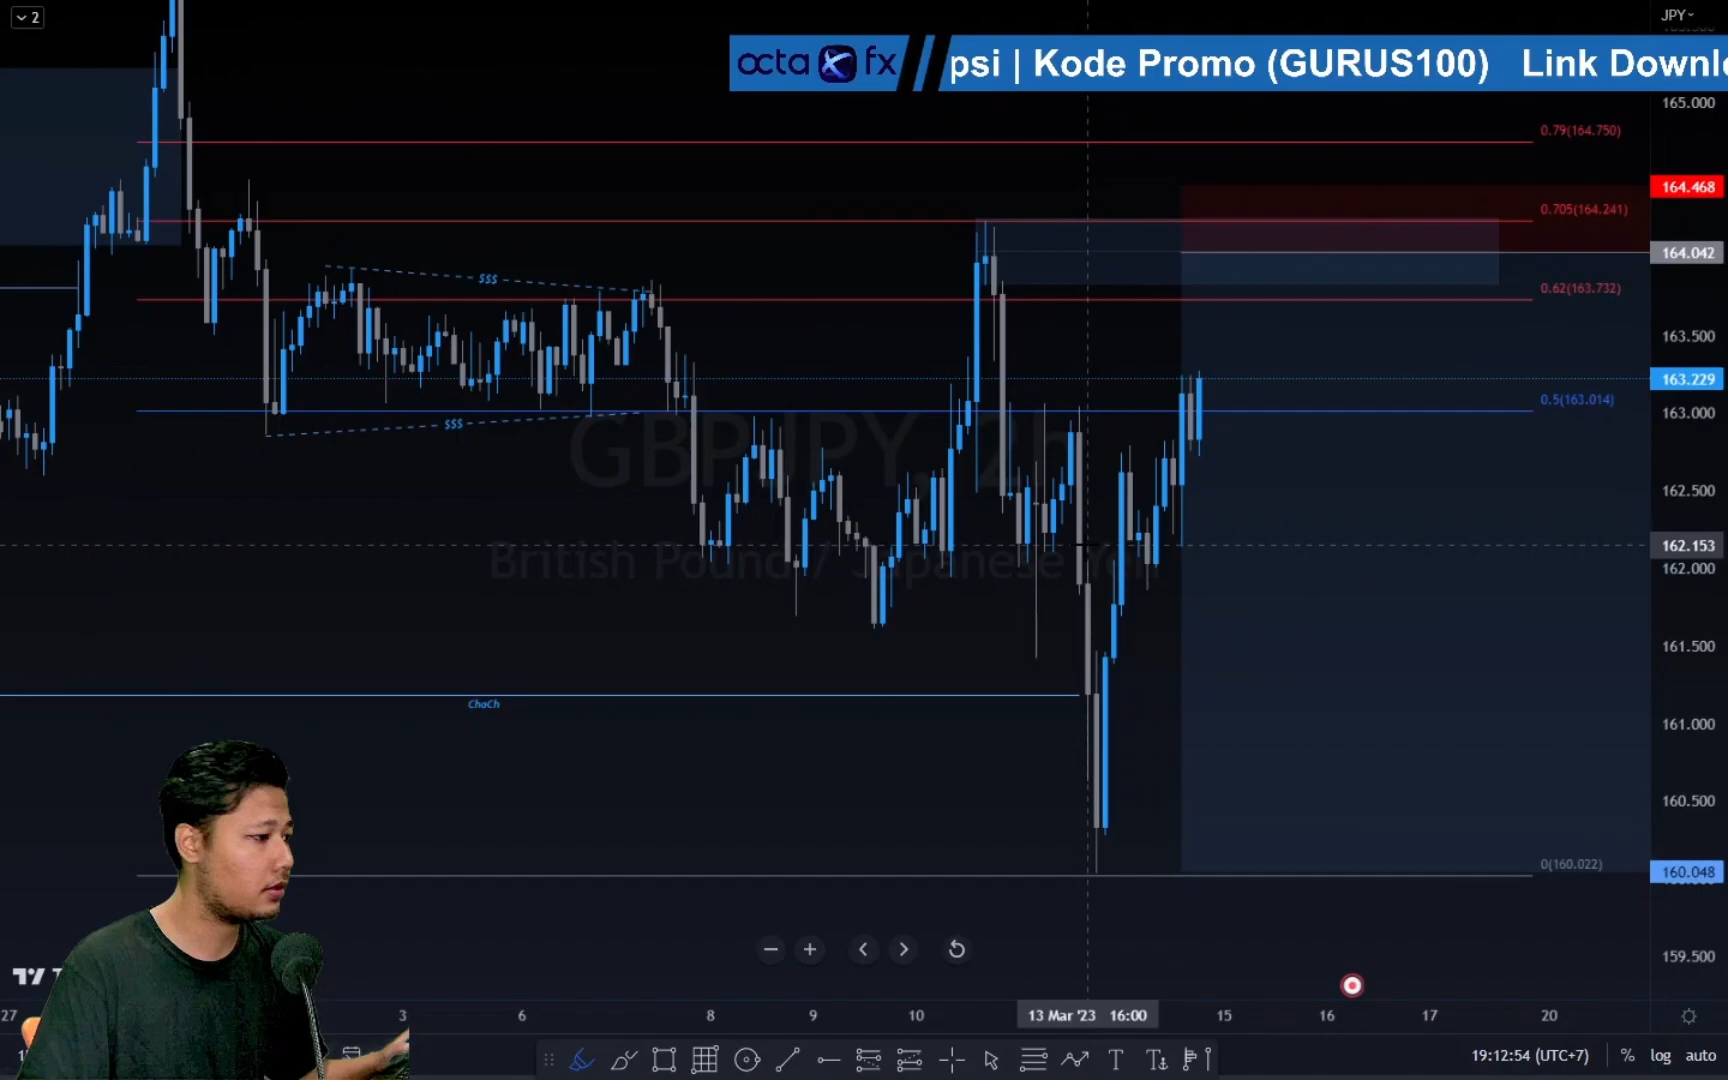 2
JPY
octa fx
psi | Kode Promo (GURUS100) Link Downl
165.000
0.79(164.750)
164.468
0.705(164.241)
164.042
0.62(163.732)
$$$
163.500
163.229
0.5(163.014)
163.000
$$$
GBPJPY, 2h
162.500
162.153
British Pound / Japanese Yen
162.000
161.500
ChoCh
161.000
160.500
0(160.022)
160.048
159.500
27 3 6 8 9 10 13 Mar '23 16:00 15 16 17 20
19:12:54 (UTC+7) % log auto